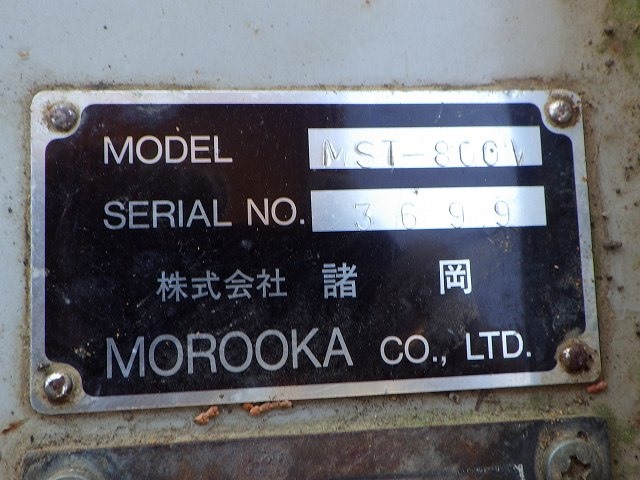 MODEL MST-800V
SERIAL NO. 3699
株式会社 諸岡
MOROOKA CO., LTD.